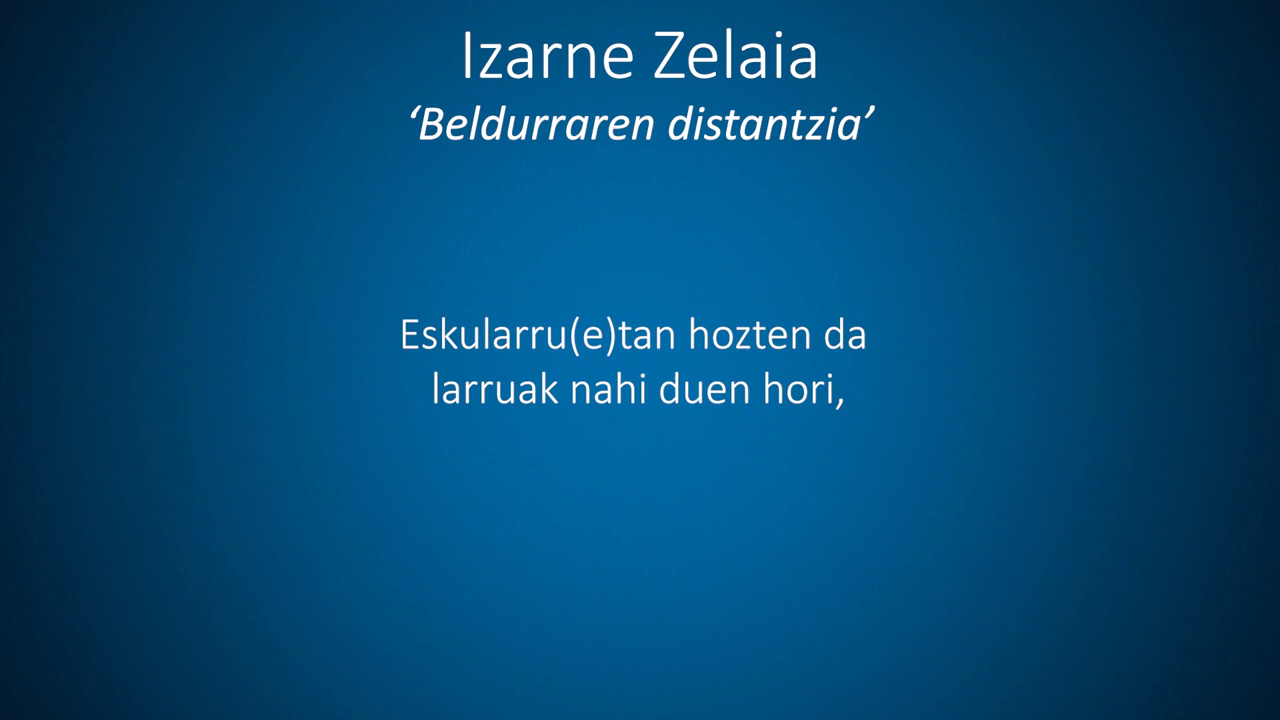 Izarne Zelaia
‘Beldurraren distantzia’
Eskularru(e)tan hozten da
larruak nahi duen hori,